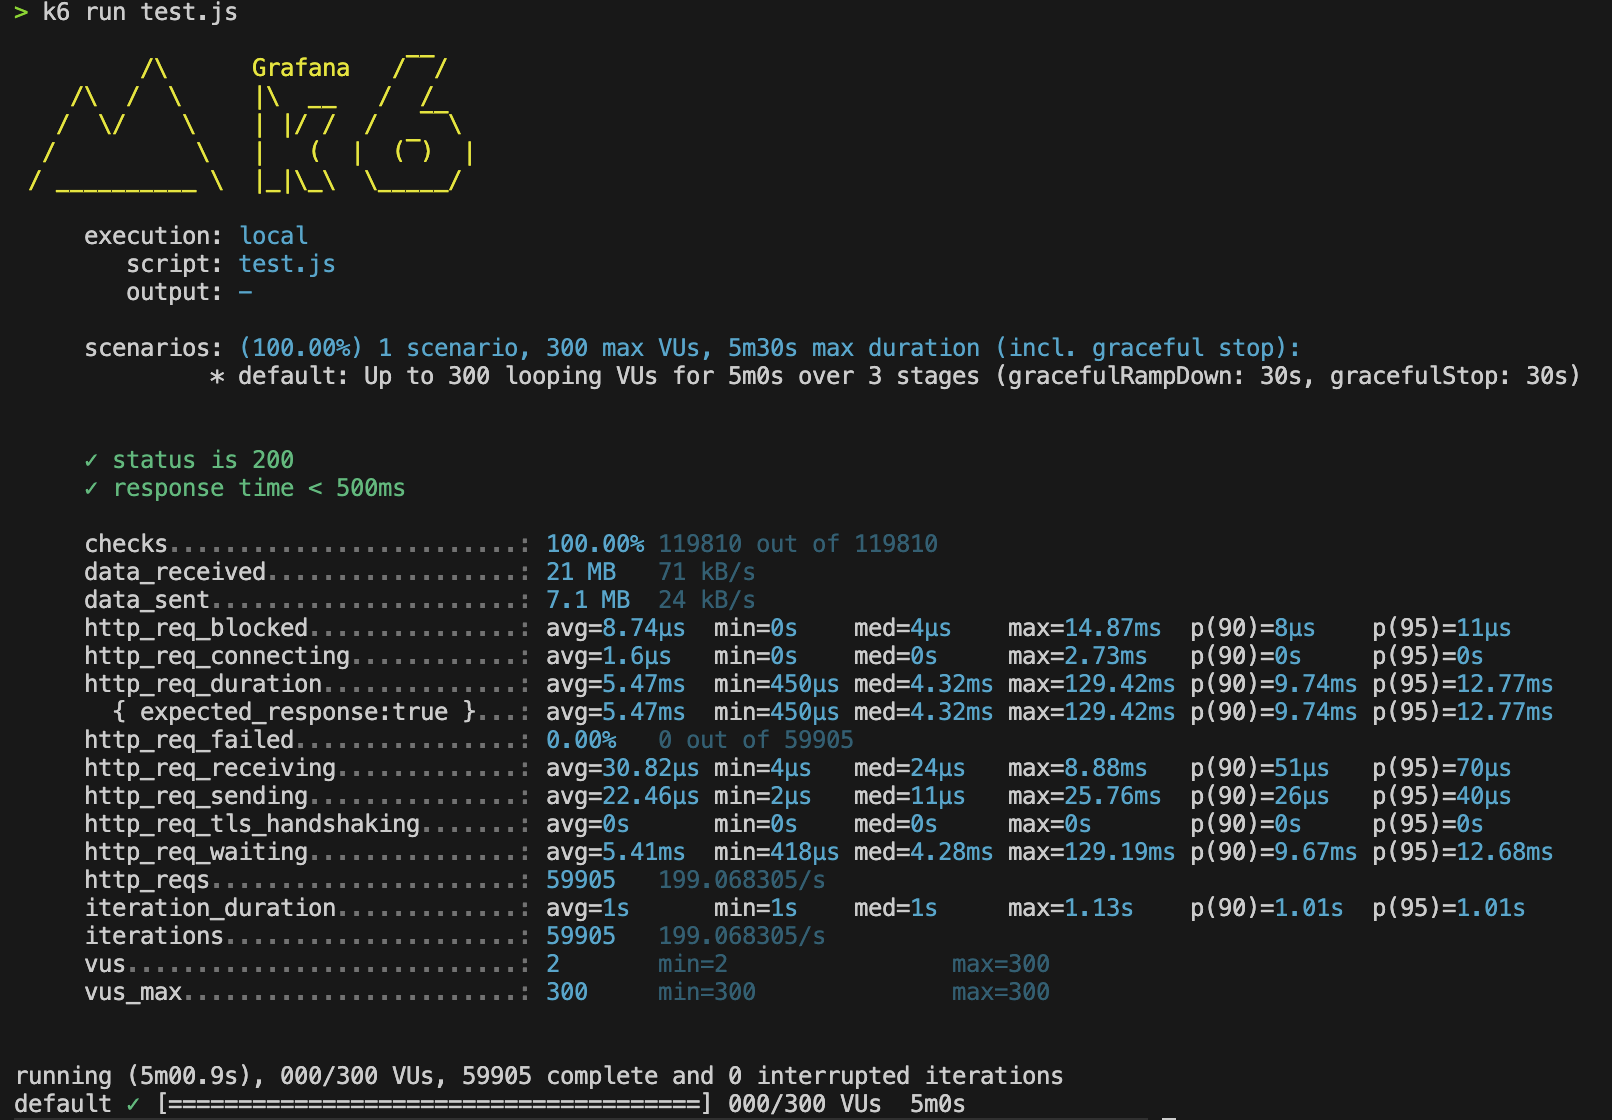 > k6 run test.js
         /\      Grafana   /‾‾/
    /\  /  \     |\  __   /  /
   /  \/    \    | |/ /  /   ‾‾\
  /          \   |   (  |  (‾)  |
 / __________ \  |_|\_\  \_____/
execution: local
script: test.js
output: -
scenarios: (100.00%) 1 scenario, 300 max VUs, 5m30s max duration (incl. graceful stop):
* default: Up to 300 looping VUs for 5m0s over 3 stages (gracefulRampDown: 30s, gracefulStop: 30s)
✓ status is 200
✓ response time < 500ms
checks.........................: 100.00% 119810 out of 119810
data_received..................: 21 MB   71 kB/s
data_sent......................: 7.1 MB  24 kB/s
http_req_blocked...............: avg=8.74µs  min=0s    med=4µs    max=14.87ms  p(90)=8µs    p(95)=11µs
http_req_connecting............: avg=1.6µs   min=0s    med=0s     max=2.73ms   p(90)=0s     p(95)=0s
http_req_duration..............: avg=5.47ms  min=450µs med=4.32ms max=129.42ms p(90)=9.74ms p(95)=12.77ms
{ expected_response:true }...: avg=5.47ms  min=450µs med=4.32ms max=129.42ms p(90)=9.74ms p(95)=12.77ms
http_req_failed................: 0.00%   0 out of 59905
http_req_receiving.............: avg=30.82µs min=4µs   med=24µs   max=8.88ms   p(90)=51µs   p(95)=70µs
http_req_sending...............: avg=22.46µs min=2µs   med=11µs   max=25.76ms  p(90)=26µs   p(95)=40µs
http_req_tls_handshaking.......: avg=0s      min=0s    med=0s     max=0s       p(90)=0s     p(95)=0s
http_req_waiting...............: avg=5.41ms  min=418µs med=4.28ms max=129.19ms p(90)=9.67ms p(95)=12.68ms
http_reqs......................: 59905   199.068305/s
iteration_duration.............: avg=1s      min=1s    med=1s     max=1.13s    p(90)=1.01s  p(95)=1.01s
iterations.....................: 59905   199.068305/s
vus............................: 2       min=2                max=300
vus_max........................: 300     min=300              max=300
running (5m00.9s), 000/300 VUs, 59905 complete and 0 interrupted iterations
default ✓ [======================================] 000/300 VUs  5m0s